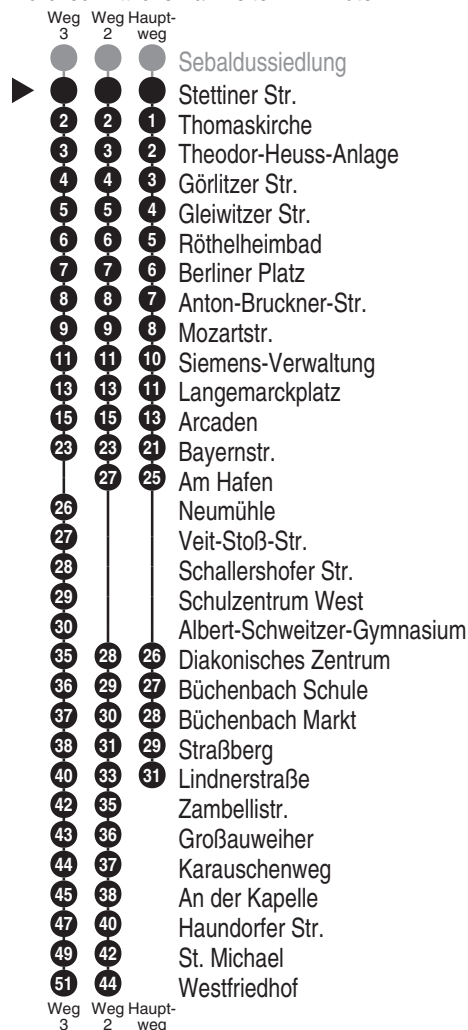 Weg Weg Haupt-
3 2 weg
Sebaldussiedlung
Stettiner Str.
2 2 1 Thomaskirche
3 3 2 Theodor-Heuss-Anlage
4 4 3 Görlitzer Str.
5 5 4 Gleiwitzer Str.
6 6 5 Röthelheimbad
7 7 6 Berliner Platz
8 8 7 Anton-Bruckner-Str.
9 9 8 Mozartstr.
11 11 10 Siemens-Verwaltung
13 13 11 Langemarckplatz
15 15 13 Arcaden
23 23 21 Bayernstr.
27 25 Am Hafen
26 Neumühle
27 Veit-Stoß-Str.
28 Schallershofer Str.
29 Schulzentrum West
30 Albert-Schweitzer-Gymnasium
35 28 26 Diakonisches Zentrum
36 29 27 Büchenbach Schule
37 30 28 Büchenbach Markt
38 31 29 Straßberg
40 33 31 Lindnerstraße
42 35 Zambellistr.
43 36 Großauweiher
44 37 Karauschenweg
45 38 An der Kapelle
47 40 Haundorfer Str.
49 42 St. Michael
51 44 Westfriedhof
Weg Weg Haupt-
3 2 weg